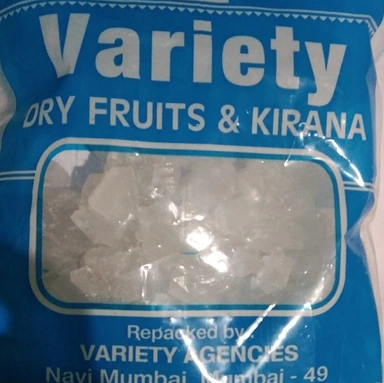 Variety
DRY FRUITS & KIRANA
Repacked by
VARIETY AGENCIES
Navi Mumbai, Mumbai - 49